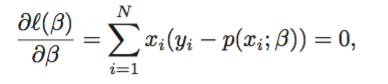 ∂ℓ(β)/∂β = ∑_{i=1}^{N} x_i(y_i − p(x_i; β)) = 0,